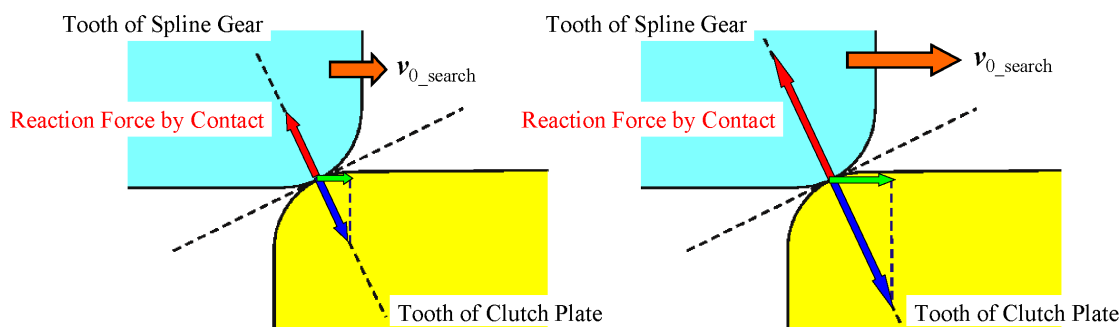 Tooth of Spline Gear
v0_search
Reaction Force by Contact
Tooth of Clutch Plate
Tooth of Spline Gear
v0_search
Reaction Force by Contact
Tooth of Clutch Plate